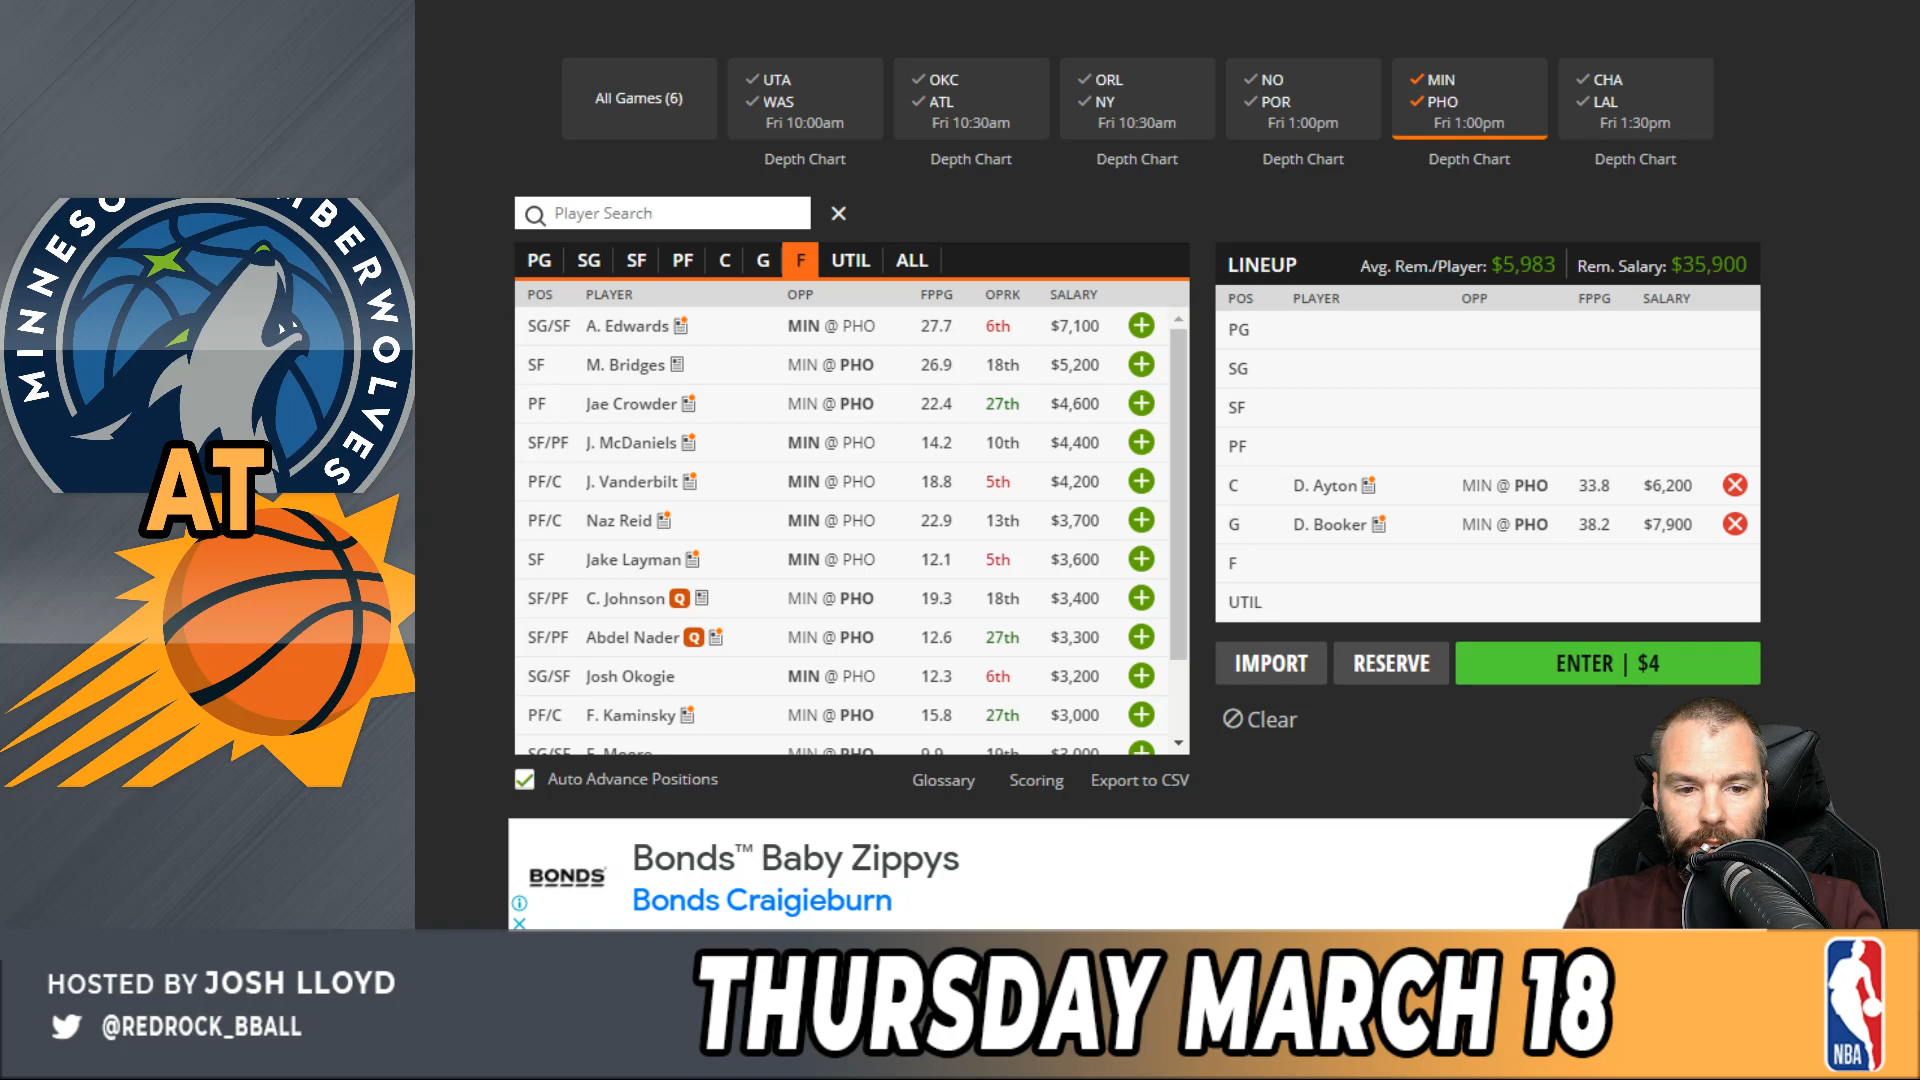 All Games (6)
UTA
WAS
Fri 10:00am
Depth Chart
OKC
ATL
Fri 10:30am
Depth Chart
ORL
NY
Fri 10:30am
Depth Chart
NO
POR
Fri 1:00pm
Depth Chart
MIN
PHO
Fri 1:00pm
Depth Chart
CHA
LAL
Fri 1:30pm
Depth Chart
Player Search
PG SG SF PF C G F UTIL ALL
POS PLAYER OPP FPPG OPRK SALARY
SG/SF A. Edwards MIN @ PHO 27.7 6th $7,100
SF M. Bridges MIN @ PHO 26.9 18th $5,200
PF Jae Crowder MIN @ PHO 22.4 27th $4,600
SF/PF J. McDaniels MIN @ PHO 14.2 10th $4,400
PF/C J. Vanderbilt MIN @ PHO 18.8 5th $4,200
PF/C Naz Reid MIN @ PHO 22.9 13th $3,700
SF Jake Layman MIN @ PHO 12.1 5th $3,600
SF/PF C. Johnson Q MIN @ PHO 19.3 18th $3,400
SF/PF Abdel Nader Q MIN @ PHO 12.6 27th $3,300
SG/SF Josh Okogie MIN @ PHO 12.3 6th $3,200
PF/C F. Kaminsky MIN @ PHO 15.8 27th $3,000
SG/SF E. Moore MIN @ PHO 9.9 19th $3,000
Auto Advance Positions
Glossary Scoring Export to CSV
LINEUP Avg. Rem./Player: $5,983 Rem. Salary: $35,900
POS PLAYER OPP FPPG SALARY
PG
SG
SF
PF
C D. Ayton MIN @ PHO 33.8 $6,200
G D. Booker MIN @ PHO 38.2 $7,900
F
UTIL
IMPORT RESERVE ENTER | $4
Clear
AT
BONDS
Bonds™ Baby Zippys
Bonds Craigieburn
HOSTED BY JOSH LLOYD
@REDROCK_BBALL
THURSDAY MARCH 18
NBA